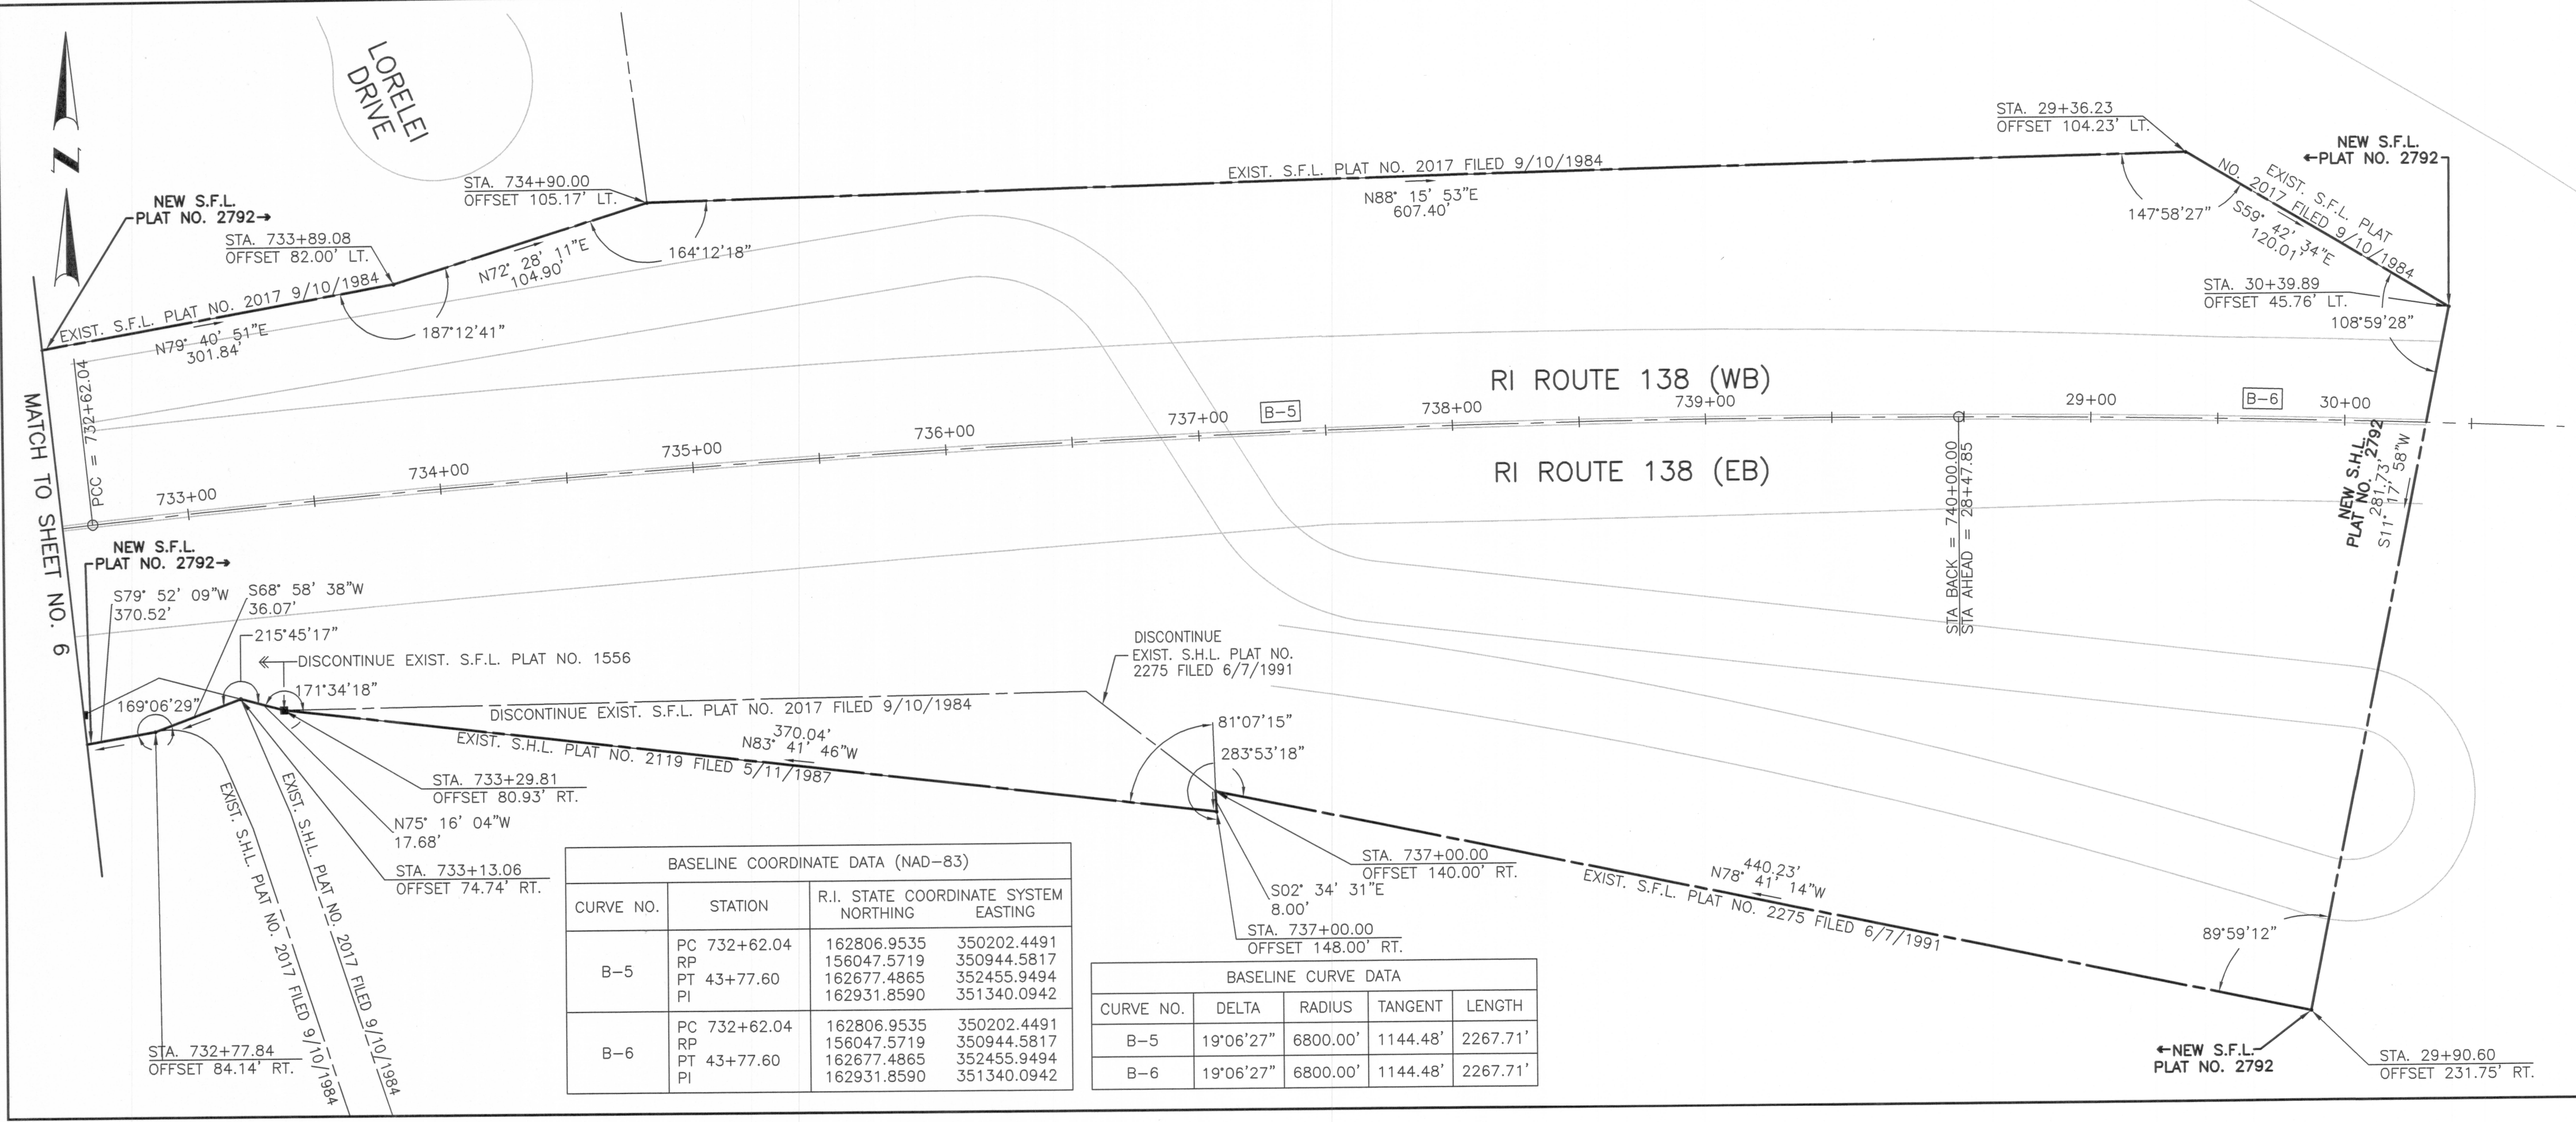 LORELEI
DRIVE
N
NEW S.F.L.
PLAT NO. 2792→
STA. 733+89.08
OFFSET 82.00' LT.
STA. 734+90.00
OFFSET 105.17' LT.
EXIST. S.F.L. PLAT NO. 2017 9/10/1984
N79° 40' 51"E
301.84'
187°12'41"
N72° 28' 11"E
104.90'
164°12'18"
EXIST. S.F.L. PLAT NO. 2017 FILED 9/10/1984
N88° 15' 53"E
607.40'
STA. 29+36.23
OFFSET 104.23' LT.
147°58'27"
EXIST. S.F.L. PLAT
NO. 2017 FILED 9/10/1984
S59° 42' 34"E
120.01'
NEW S.F.L.
←PLAT NO. 2792
STA. 30+39.89
OFFSET 45.76' LT.
108°59'28"
MATCH TO SHEET NO. 6
PCC = 732+62.04
733+00
734+00
735+00
736+00
737+00
B-5
738+00
739+00
29+00
B-6
30+00
RI ROUTE 138 (WB)
RI ROUTE 138 (EB)
STA BACK = 740+00.00
STA AHEAD = 28+47.85
NEW S.H.L.
PLAT NO. 2792
281.73'
S11° 17' 58"W
NEW S.F.L.
PLAT NO. 2792→
S79° 52' 09"W
370.52'
S68° 58' 38"W
36.07'
215°45'17"
DISCONTINUE EXIST. S.F.L. PLAT NO. 1556
171°34'18"
169°06'29"
DISCONTINUE EXIST. S.F.L. PLAT NO. 2017 FILED 9/10/1984
370.04'
N83° 41' 46"W
EXIST. S.H.L. PLAT NO. 2119 FILED 5/11/1987
DISCONTINUE
EXIST. S.H.L. PLAT NO.
2275 FILED 6/7/1991
81°07'15"
283°53'18"
STA. 733+29.81
OFFSET 80.93' RT.
N75° 16' 04"W
17.68'
STA. 733+13.06
OFFSET 74.74' RT.
EXIST. S.H.L. PLAT NO. 2017 FILED 9/10/1984
EXIST. S.H.L. PLAT NO. 2017 FILED 9/10/1984
STA. 732+77.84
OFFSET 84.14' RT.
STA. 737+00.00
OFFSET 140.00' RT.
S02° 34' 31"E
8.00'
STA. 737+00.00
OFFSET 148.00' RT.
440.23'
N78° 41' 14"W
EXIST. S.F.L. PLAT NO. 2275 FILED 6/7/1991
89°59'12"
←NEW S.F.L.
PLAT NO. 2792
STA. 29+90.60
OFFSET 231.75' RT.
BASELINE COORDINATE DATA (NAD-83)
CURVE NO. STATION R.I. STATE COORDINATE SYSTEM
NORTHING EASTING
B-5
PC 732+62.04 162806.9535 350202.4491
RP 156047.5719 350944.5817
PT 43+77.60 162677.4865 352455.9494
PI 162931.8590 351340.0942
B-6
PC 732+62.04 162806.9535 350202.4491
RP 156047.5719 350944.5817
PT 43+77.60 162677.4865 352455.9494
PI 162931.8590 351340.0942
BASELINE CURVE DATA
CURVE NO. DELTA RADIUS TANGENT LENGTH
B-5 19°06'27" 6800.00' 1144.48' 2267.71'
B-6 19°06'27" 6800.00' 1144.48' 2267.71'